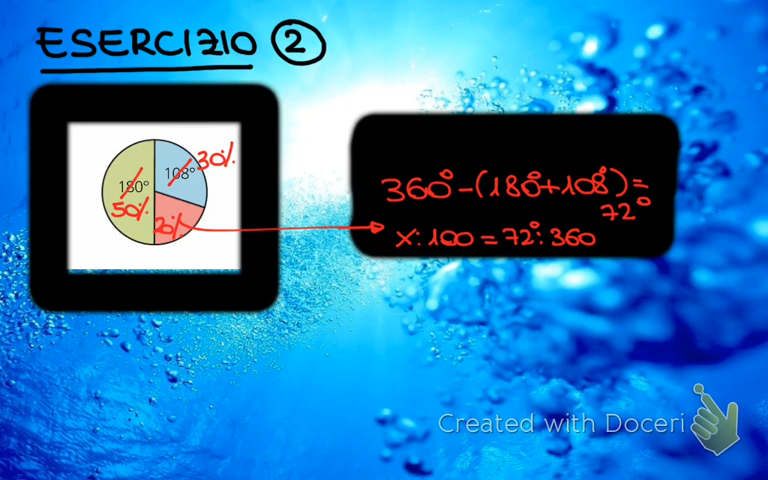 ESERCIZIO 2
180° 108° 30%
50% 20%
360° - (180° + 108°) =
72°
X : 100 = 72° : 360
Created with Doceri